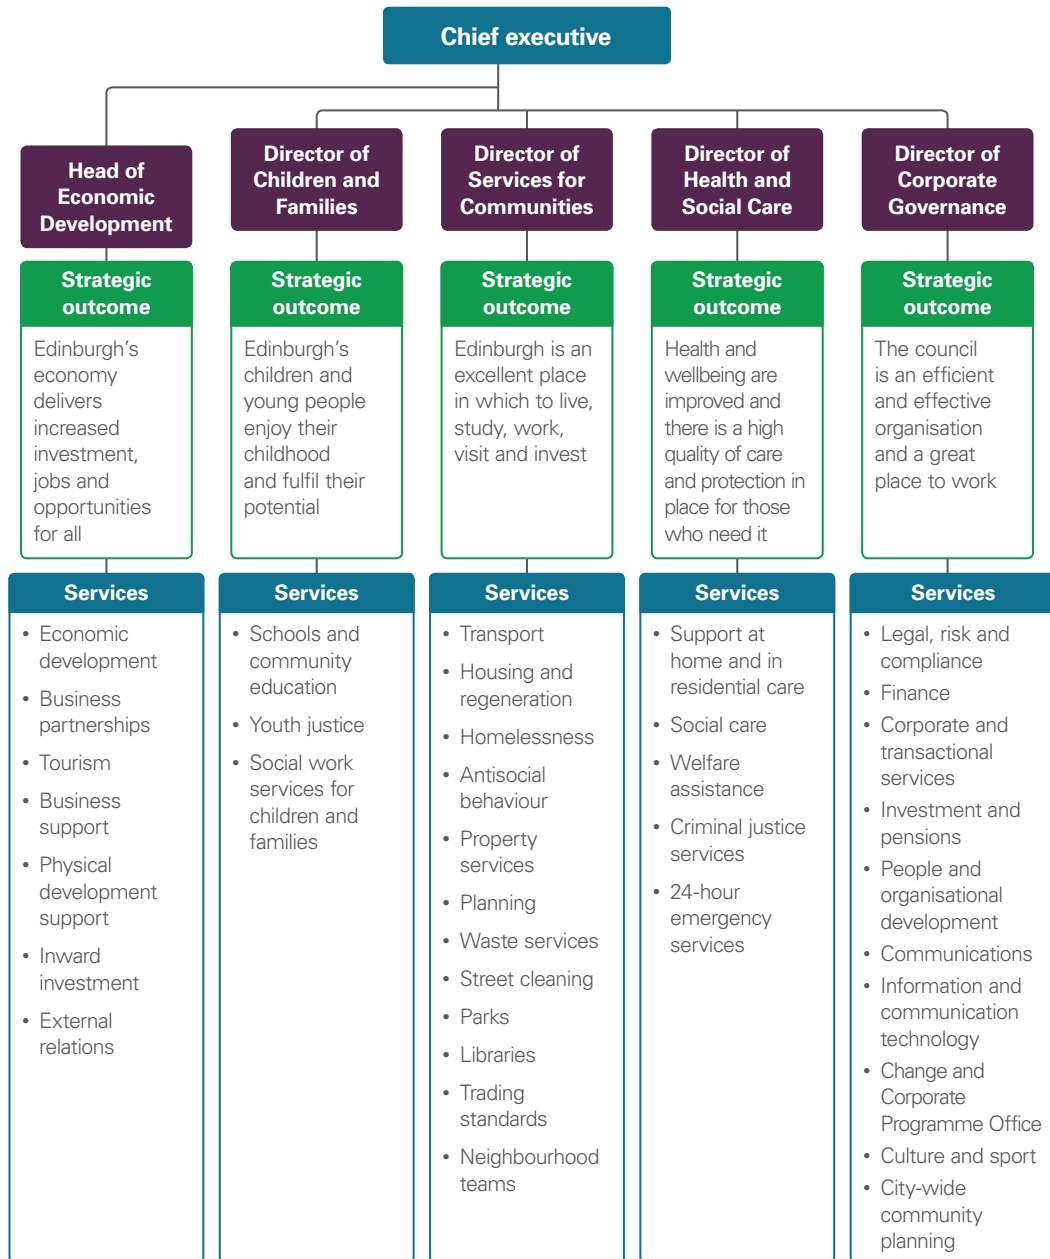 Chief executive
Head of
Economic
Development
Director of
Children and
Families
Director of
Services for
Communities
Director of
Health and
Social Care
Director of
Corporate
Governance
Strategic
outcome
Edinburgh’s
economy
delivers
increased
investment,
jobs and
opportunities
for all
Strategic
outcome
Edinburgh’s
children and
young people
enjoy their
childhood
and fulfil their
potential
Strategic
outcome
Edinburgh is an
excellent place
in which to live,
study, work,
visit and invest
Strategic
outcome
Health and
wellbeing are
improved and
there is a high
quality of care
and protection in
place for those
who need it
Strategic
outcome
The council
is an efficient
and effective
organisation
and a great
place to work
Services
• Economic
development
• Business
partnerships
• Tourism
• Business
support
• Physical
development
support
• Inward
investment
• External
relations
Services
• Schools and
community
education
• Youth justice
• Social work
services for
children and
families
Services
• Transport
• Housing and
regeneration
• Homelessness
• Antisocial
behaviour
• Property
services
• Planning
• Waste services
• Street cleaning
• Parks
• Libraries
• Trading
standards
• Neighbourhood
teams
Services
• Support at
home and in
residential care
• Social care
• Welfare
assistance
• Criminal justice
services
• 24-hour
emergency
services
Services
• Legal, risk and
compliance
• Finance
• Corporate and
transactional
services
• Investment and
pensions
• People and
organisational
development
• Communications
• Information and
communication
technology
• Change and
Corporate
Programme Office
• Culture and sport
• City-wide
community
planning